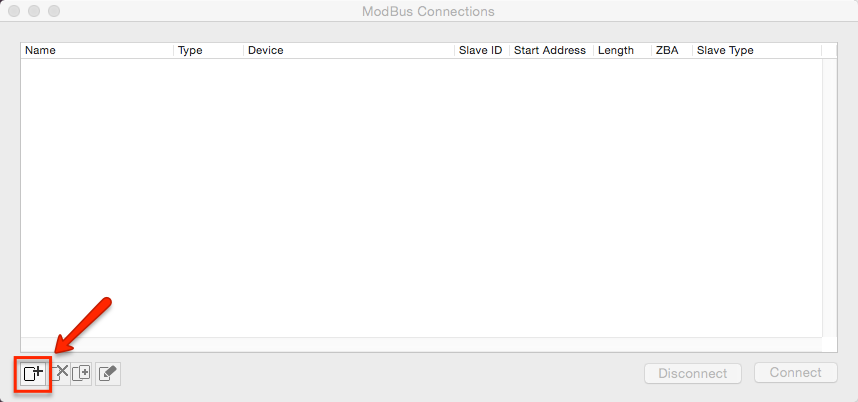 ModBus Connections
Name Type Device Slave ID Start Address Length ZBA Slave Type
Disconnect Connect